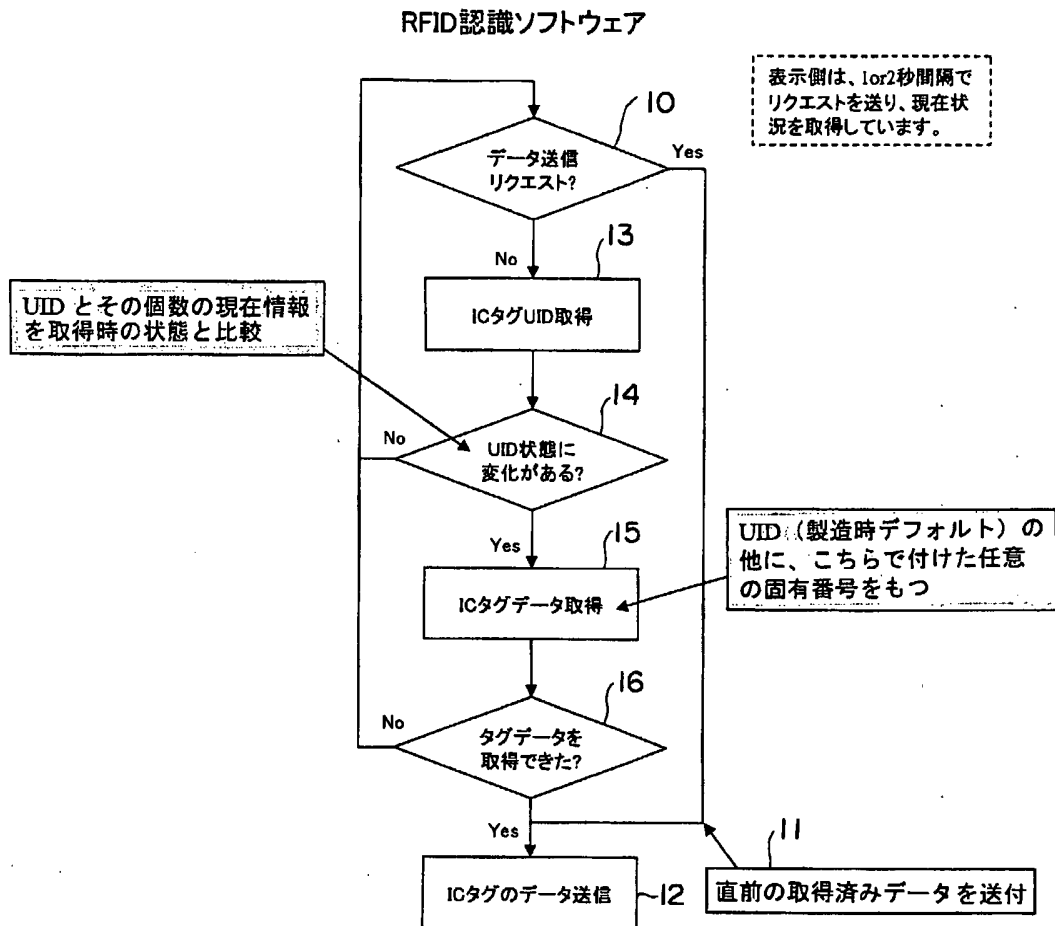 RFID認識ソフトウェア
表示側は、1or2秒間隔で
リクエストを送り、現在状
況を取得しています。
10
データ送信
リクエスト?
Yes
No
13
ICタグUID取得
UID とその個数の現在情報
を取得時の状態と比較
14
No
UID状態に
変化がある?
Yes
15
ICタグデータ取得
UID（製造時デフォルト）の
他に、こちらで付けた任意
の固有番号をもつ
16
No
タグデータを
取得できた?
Yes
11
直前の取得済みデータを送付
ICタグのデータ送信
12